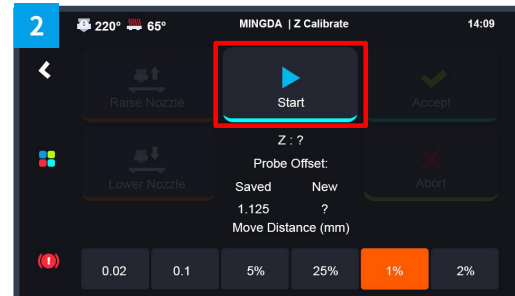 2
220° 65° MINGDA | Z Calibrate 14:09
Raise Nozzle Start Accept
Z : ?
Probe Offset:
Lower Nozzle Saved New Abort
1.125 ?
Move Distance (mm)
0.02 0.1 5% 25% 1% 2%